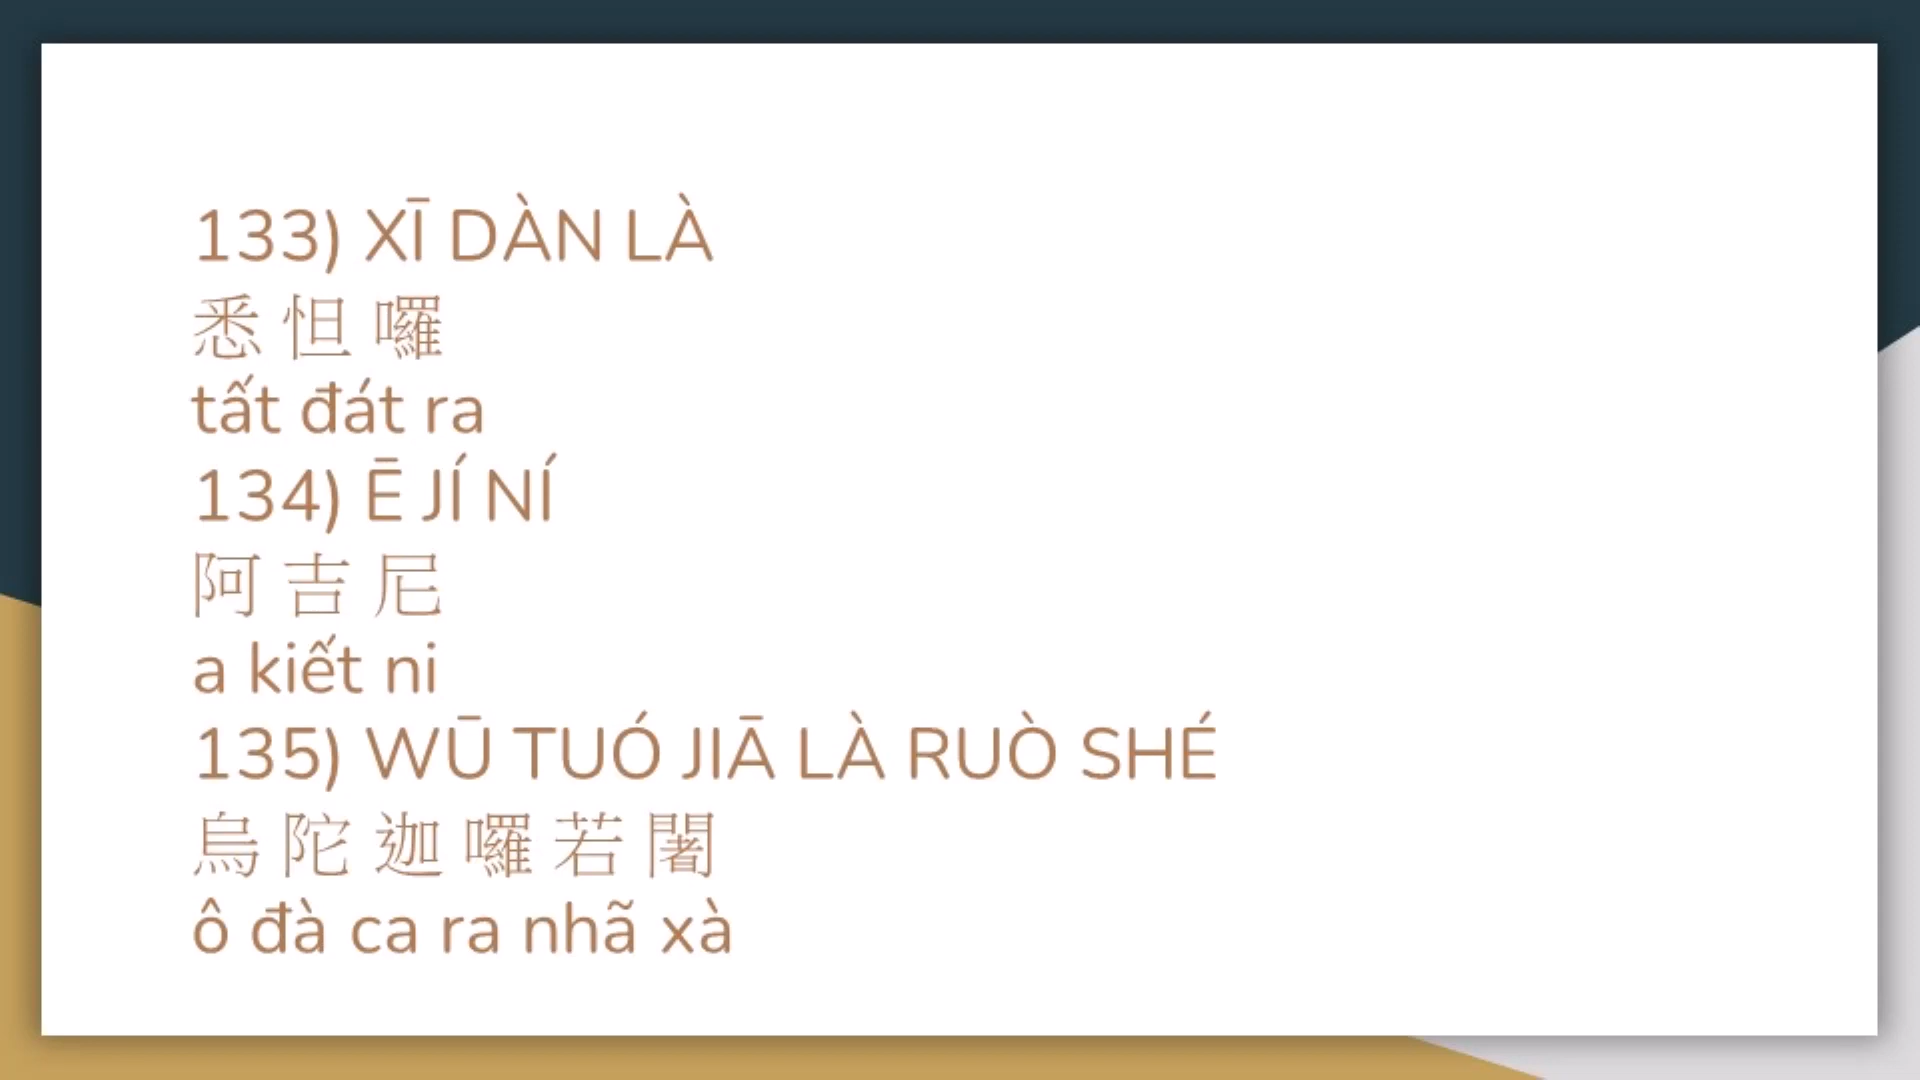 133) XĪ DÀN LÀ
悉 怛 囉
tất đát ra
134) Ē JÍ NÍ
阿 吉 尼
a kiết ni
135) WŪ TUÓ JIĀ LÀ RUÒ SHÉ
烏 陀 迦 囉 若 闍
ô đà ca ra nhã xà